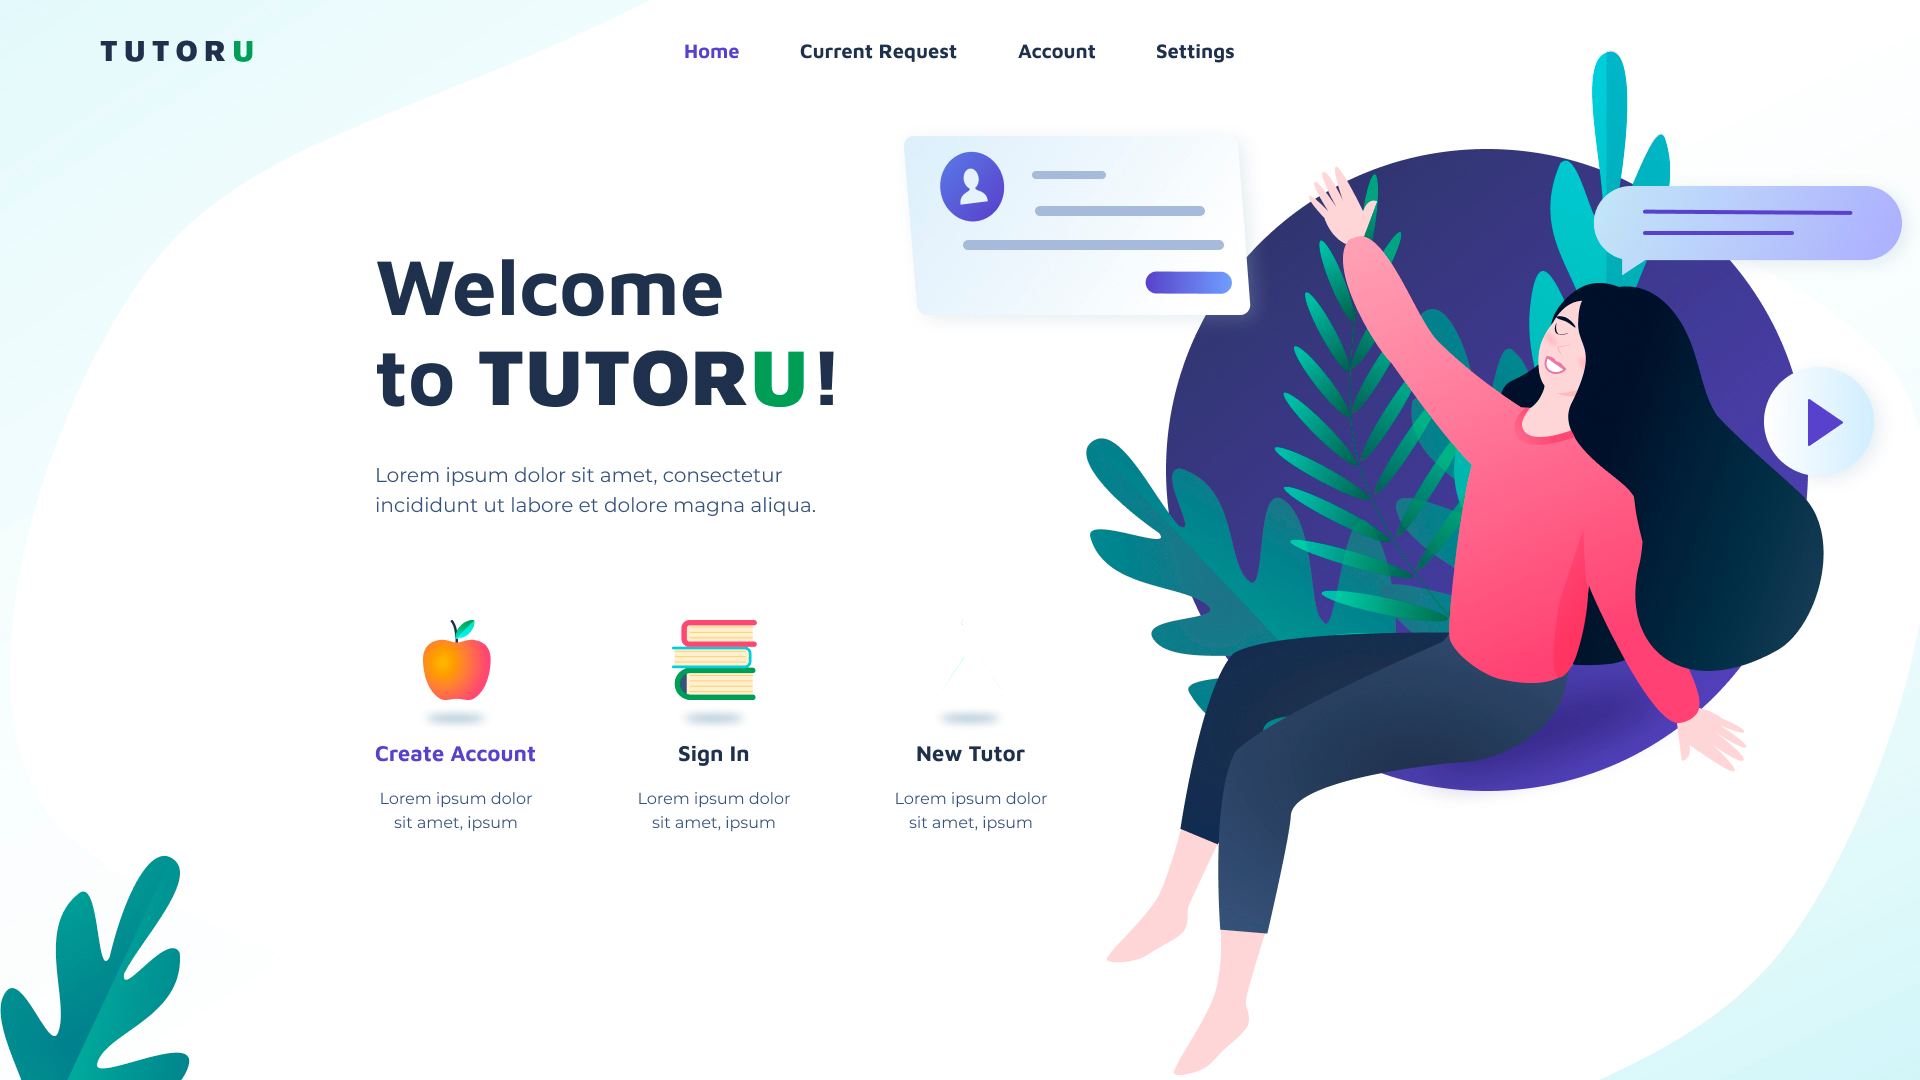 TUTORU
Home
Current Request
Account
Settings
Welcome
to TUTORU!
Lorem ipsum dolor sit amet, consectetur
incididunt ut labore et dolore magna aliqua.
Create Account
Lorem ipsum dolor
sit amet, ipsum
Sign In
Lorem ipsum dolor
sit amet, ipsum
New Tutor
Lorem ipsum dolor
sit amet, ipsum